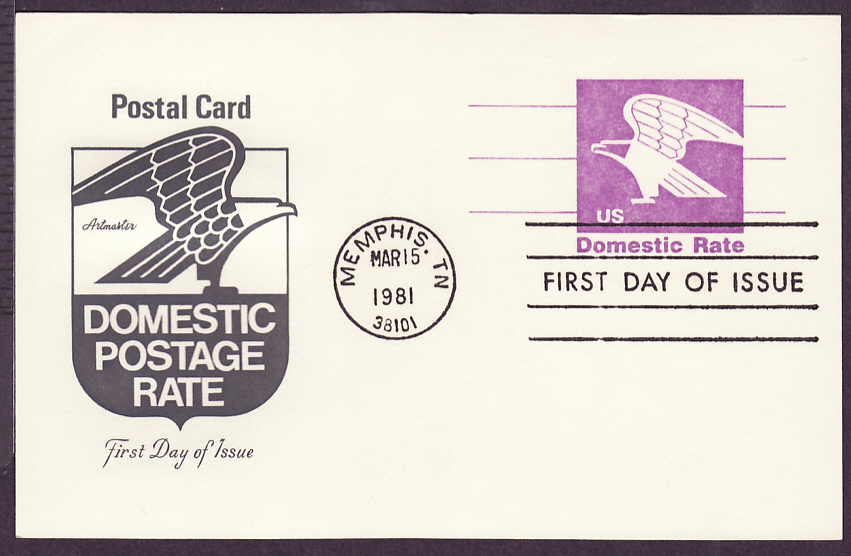 Postal Card
Artmaster
DOMESTIC
POSTAGE
RATE
First Day of Issue
MEMPHIS. TN
MAR 15
1981
38101
US
Domestic Rate
FIRST DAY OF ISSUE